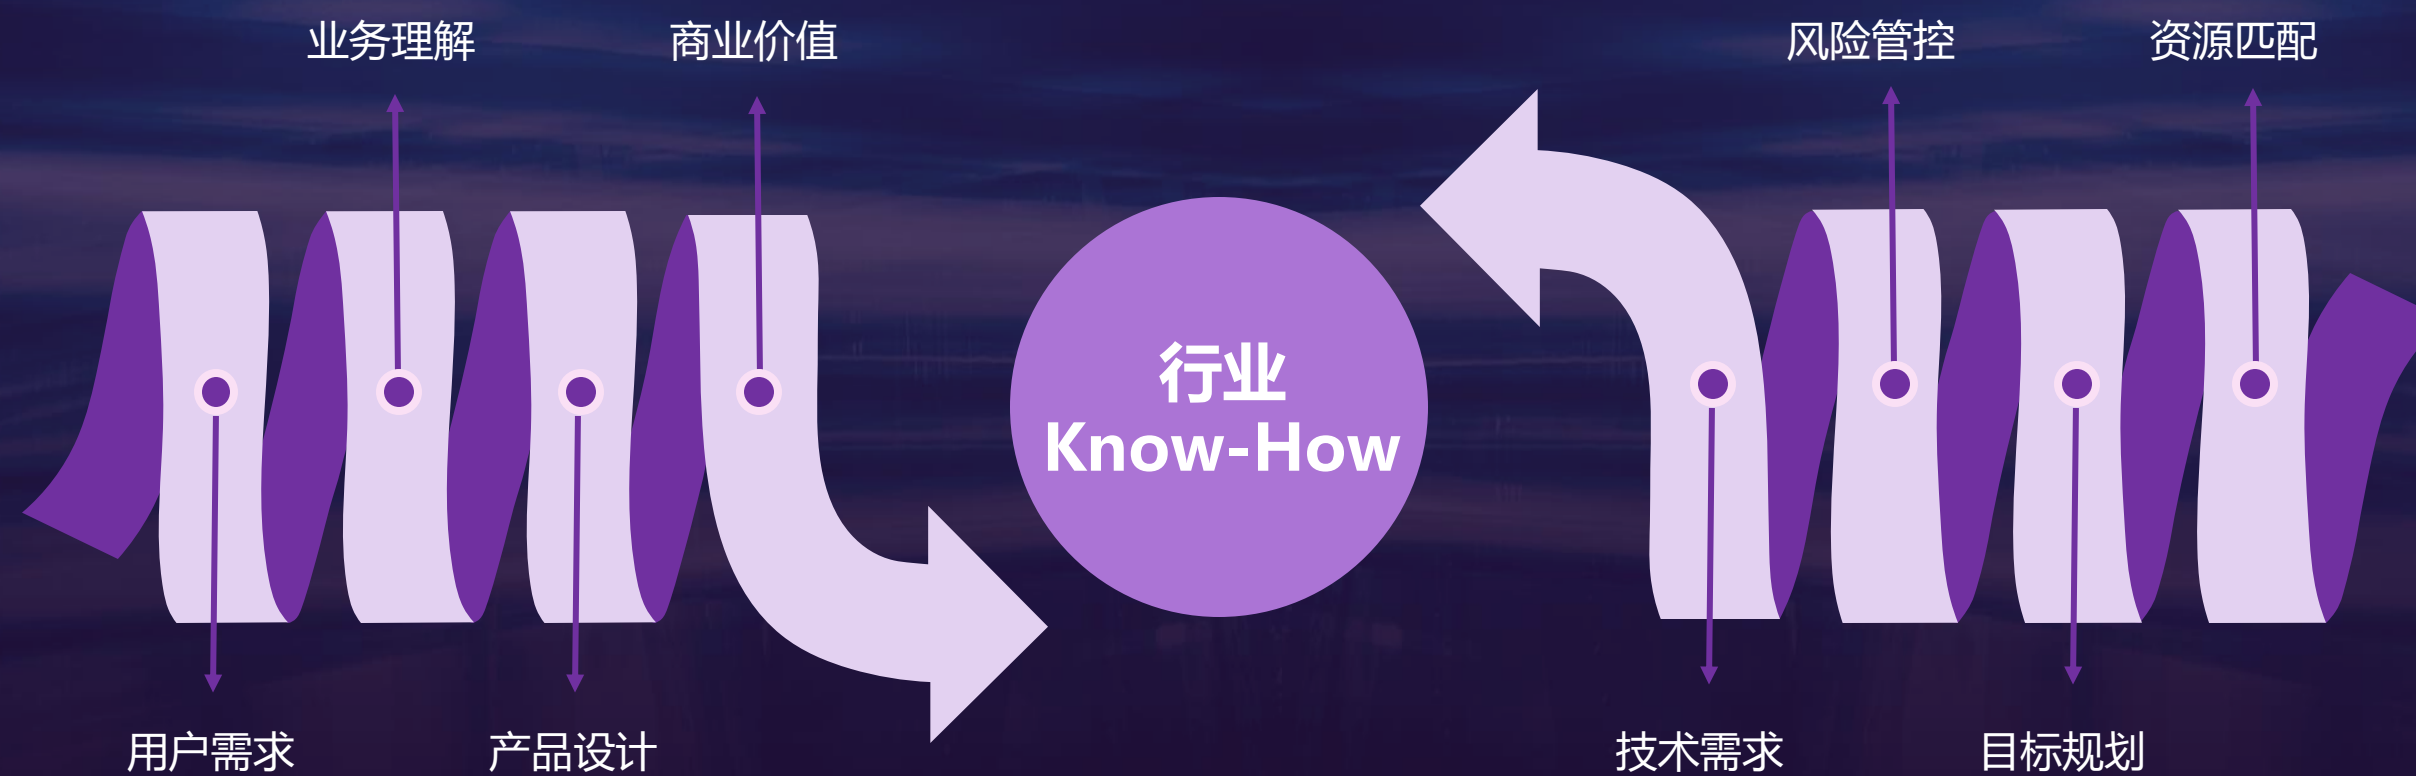 业务理解
商业价值
风险管控
资源匹配
行业
Know-How
用户需求
产品设计
技术需求
目标规划